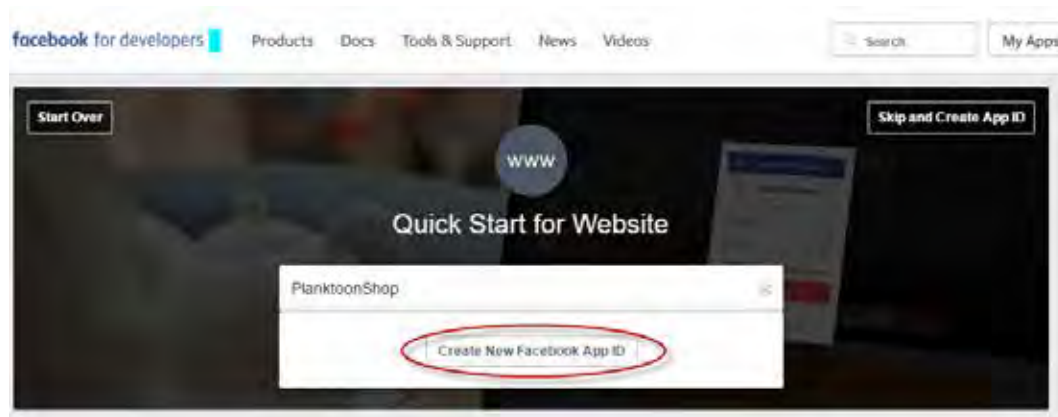 facebook for developers Products Docs Tools & Support News Videos Search My Apps
Start Over Skip and Create App ID
www
Quick Start for Website
PlanktoonShop
Create New Facebook App ID